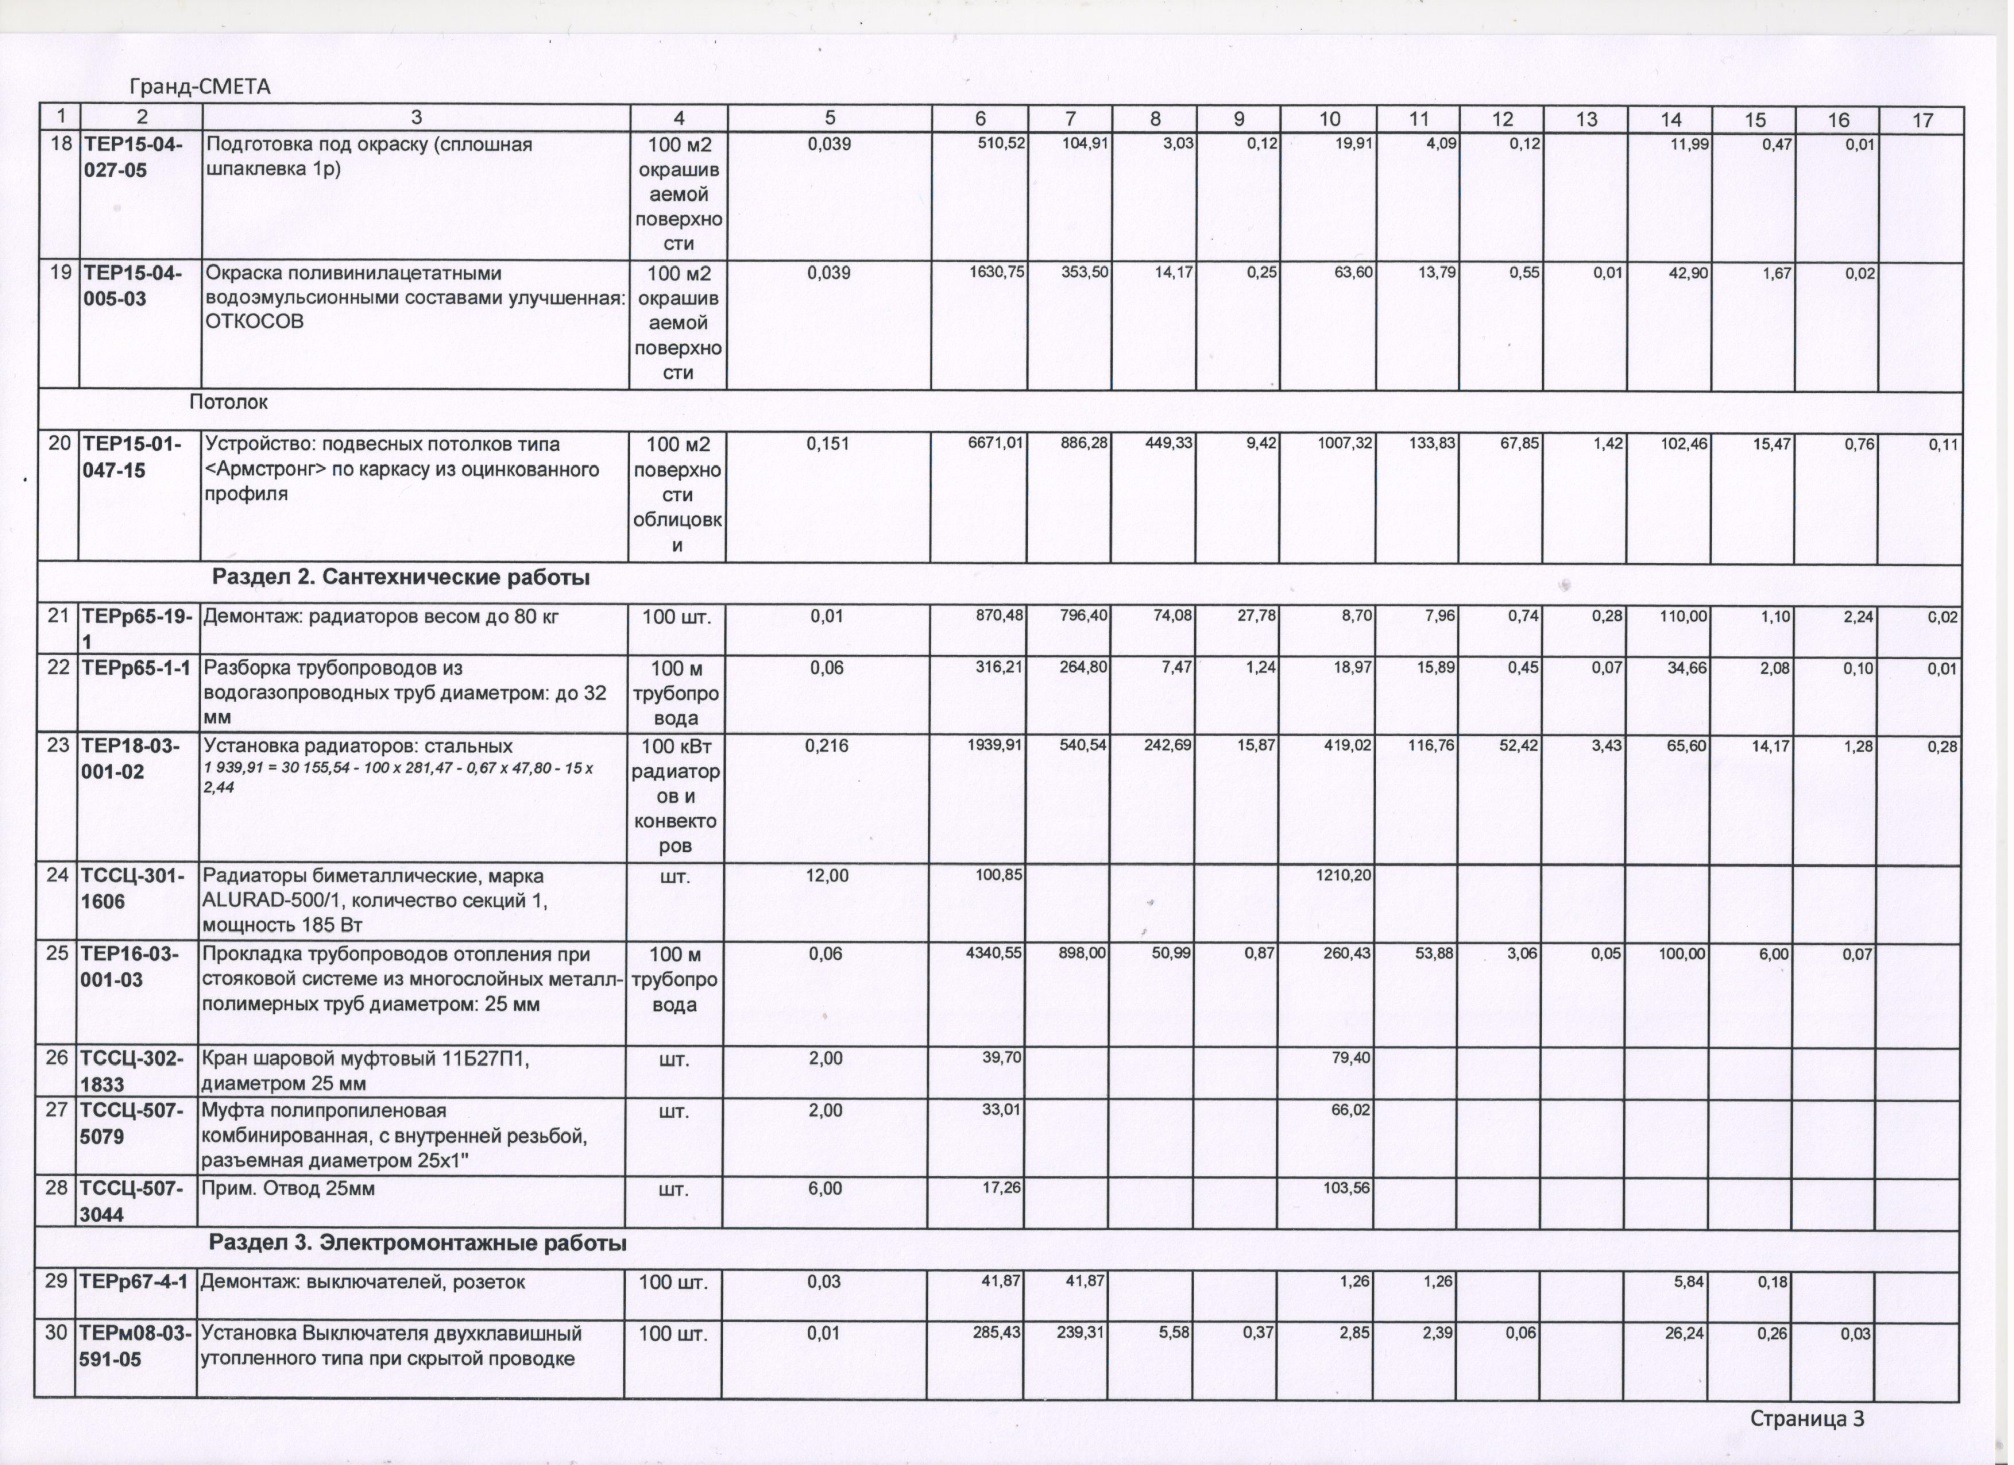 Гранд-СМЕТА
1 2 3 4 5 6 7 8 9 10 11 12 13 14 15 16 17
18 ТЕР15-04- Подготовка под окраску (сплошная 100 м2 0,039 510,52 104,91 3,03 0,12 19,91 4,09 0,12 11,99 0,47 0,01
027-05 шпаклевка 1р) окрашив
аемой
поверхно
сти
19 ТЕР15-04- Окраска поливинилацетатными 100 м2 0,039 1630,75 353,50 14,17 0,25 63,60 13,79 0,55 0,01 42,90 1,67 0,02
005-03 водоэмульсионными составами улучшенная: окрашив
ОТКОСОВ аемой
поверхно
сти
Потолок
20 ТЕР15-01- Устройство: подвесных потолков типа 100 м2 0,151 6671,01 886,28 449,33 9,42 1007,32 133,83 67,85 1,42 102,46 15,47 0,76 0,11
047-15 <Армстронг> по каркасу из оцинкованного поверхно
профиля сти
облицовк
и
Раздел 2. Сантехнические работы
21 ТЕРр65-19- Демонтаж: радиаторов весом до 80 кг 100 шт. 0,01 870,48 796,40 74,08 27,78 8,70 7,96 0,74 0,28 110,00 1,10 2,24 0,02
1
22 ТЕРр65-1-1 Разборка трубопроводов из 100 м 0,06 316,21 264,80 7,47 1,24 18,97 15,89 0,45 0,07 34,66 2,08 0,10 0,01
водогазопроводных труб диаметром: до 32 трубопро
мм вода
23 ТЕР18-03- Установка радиаторов: стальных 100 кВт 0,216 1939,91 540,54 242,69 15,87 419,02 116,76 52,42 3,43 65,60 14,17 1,28 0,28
001-02 1 939,91 = 30 155,54 - 100 x 281,47 - 0,67 x 47,80 - 15 x радиатор
2,44 ов и
конвекто
ров
24 ТССЦ-301- Радиаторы биметаллические, марка шт. 12,00 100,85 1210,20
1606 ALURAD-500/1, количество секций 1,
мощность 185 Вт
25 ТЕР16-03- Прокладка трубопроводов отопления при 100 м 0,06 4340,55 898,00 50,99 0,87 260,43 53,88 3,06 0,05 100,00 6,00 0,07
001-03 стояковой системе из многослойных металл- трубопро
полимерных труб диаметром: 25 мм вода
26 ТССЦ-302- Кран шаровой муфтовый 11Б27П1, шт. 2,00 39,70 79,40
1833 диаметром 25 мм
27 ТССЦ-507- Муфта полипропиленовая шт. 2,00 33,01 66,02
5079 комбинированная, с внутренней резьбой,
разъемная диаметром 25х1"
28 ТССЦ-507- Прим. Отвод 25мм шт. 6,00 17,26 103,56
3044
Раздел 3. Электромонтажные работы
29 ТЕРр67-4-1 Демонтаж: выключателей, розеток 100 шт. 0,03 41,87 41,87 1,26 1,26 5,84 0,18
30 ТЕРм08-03- Установка Выключателя двухклавишный 100 шт. 0,01 285,43 239,31 5,58 0,37 2,85 2,39 0,06 26,24 0,26 0,03
591-05 утопленного типа при скрытой проводке
Страница 3